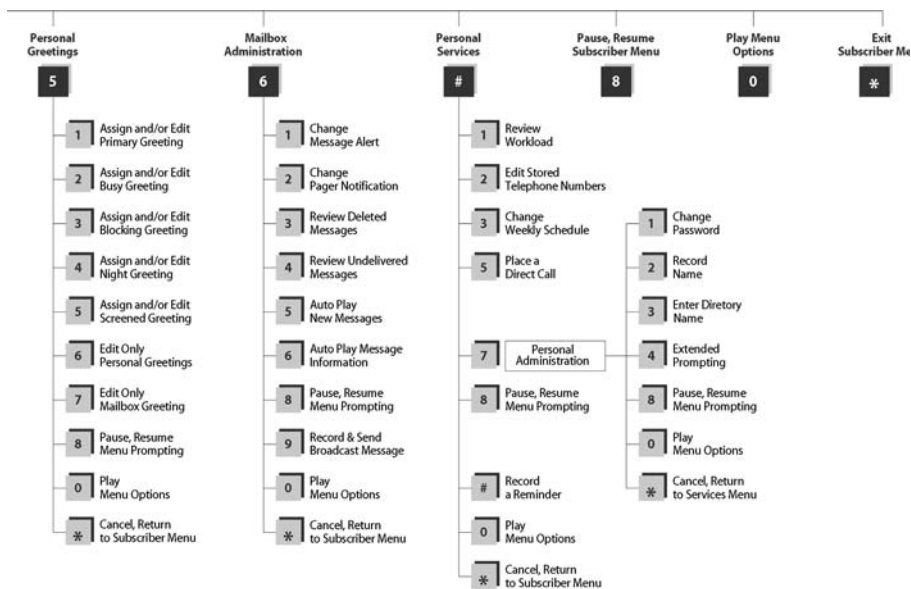 Personal
Greetings
5
1
Assign and/or Edit
Primary Greeting
2
Assign and/or Edit
Busy Greeting
3
Assign and/or Edit
Blocking Greeting
4
Assign and/or Edit
Night Greeting
5
Assign and/or Edit
Screened Greeting
6
Edit Only
Personal Greetings
7
Edit Only
Mailbox Greeting
8
Pause, Resume
Menu Prompting
0
Play
Menu Options
*
Cancel, Return
to Subscriber Menu
Mailbox
Administration
6
1
Change
Message Alert
2
Change
Pager Notification
3
Review Deleted
Messages
4
Review Undelivered
Messages
5
Auto Play
New Messages
6
Auto Play Message
Information
8
Pause, Resume
Menu Prompting
9
Record & Send
Broadcast Message
0
Play
Menu Options
*
Cancel, Return
to Subscriber Menu
Personal
Services
#
1
Review
Workload
2
Edit Stored
Telephone Numbers
3
Change
Weekly Schedule
5
Place a
Direct Call
7
Personal
Administration
8
Pause, Resume
Menu Prompting
#
Record
a Reminder
0
Play
Menu Options
*
Cancel, Return
to Subscriber Menu
1
Change
Password
2
Record
Name
3
Enter Diretory
Name
4
Extended
Prompting
8
Pause, Resume
Menu Prompting
0
Play
Menu Options
*
Cancel, Return
to Services Menu
Pause, Resume
Subscriber Menu
8
Play Menu
Options
0
Exit
Subscriber Me
*